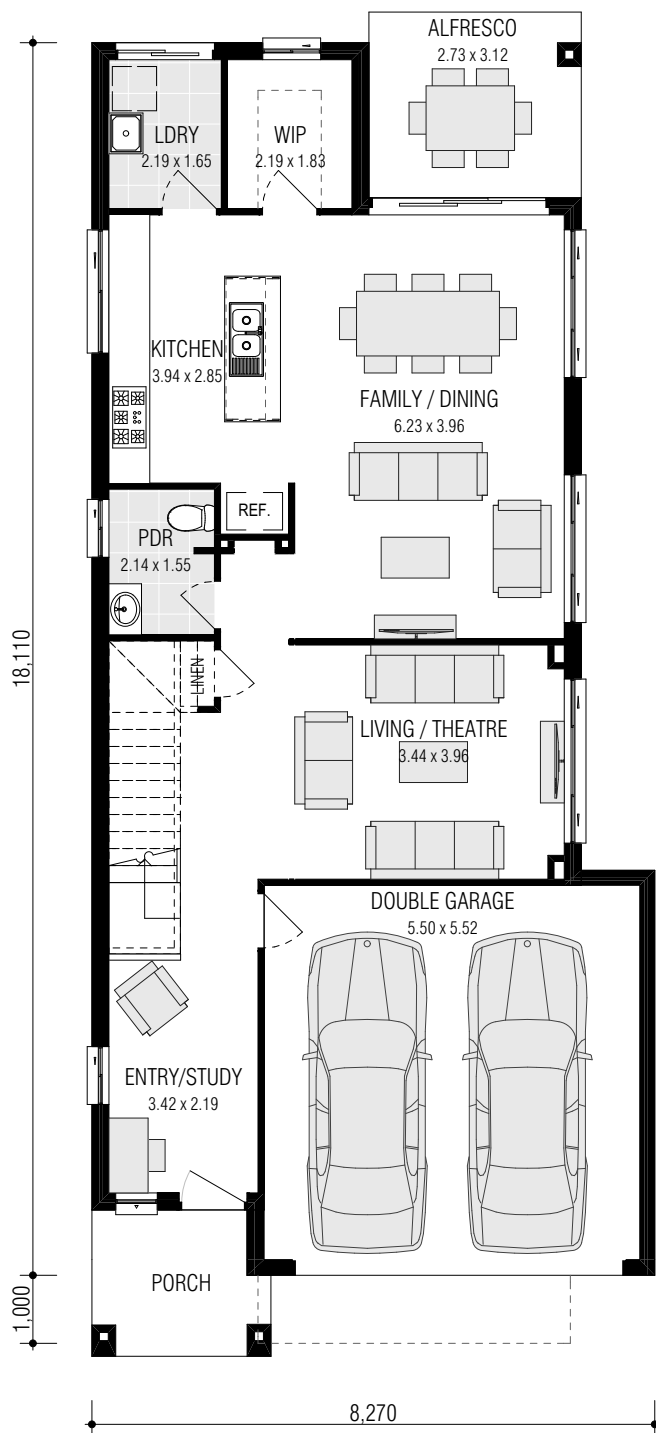 ALFRESCO
2.73 x 3.12
LDRY
2.19 x 1.65
WIP
2.19 x 1.83
KITCHEN
3.94 x 2.85
FAMILY / DINING
6.23 x 3.96
REF.
PDR
2.14 x 1.55
LINEN
18,110
LIVING / THEATRE
3.44 x 3.96
DOUBLE GARAGE
5.50 x 5.52
ENTRY/STUDY
3.42 x 2.19
PORCH
1,000
8,270